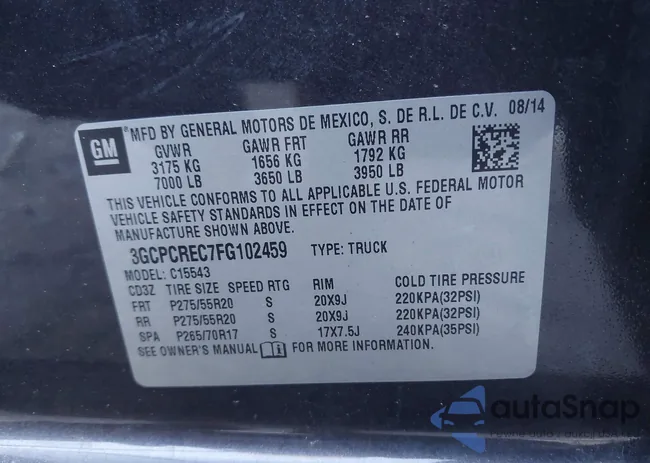 GM
MFD BY GENERAL MOTORS DE MEXICO, S. DE R.L. DE C.V. 08/14
GVWR GAWR FRT GAWR RR
3175 KG 1656 KG 1792 KG
7000 LB 3650 LB 3950 LB
THIS VEHICLE CONFORMS TO ALL APPLICABLE U.S. FEDERAL MOTOR
VEHICLE SAFETY STANDARDS IN EFFECT ON THE DATE OF
MANUFACTURE SHOWN ABOVE.
3GCPCREC7FG102459 TYPE: TRUCK
MODEL: C15543
CD3Z TIRE SIZE SPEED RTG RIM COLD TIRE PRESSURE
FRT P275/55R20 S 20X9J 220KPA(32PSI)
RR P275/55R20 S 20X9J 220KPA(32PSI)
SPA P265/70R17 S 17X7.5J 240KPA(35PSI)
SEE OWNER'S MANUAL FOR MORE INFORMATION.
autoSnap